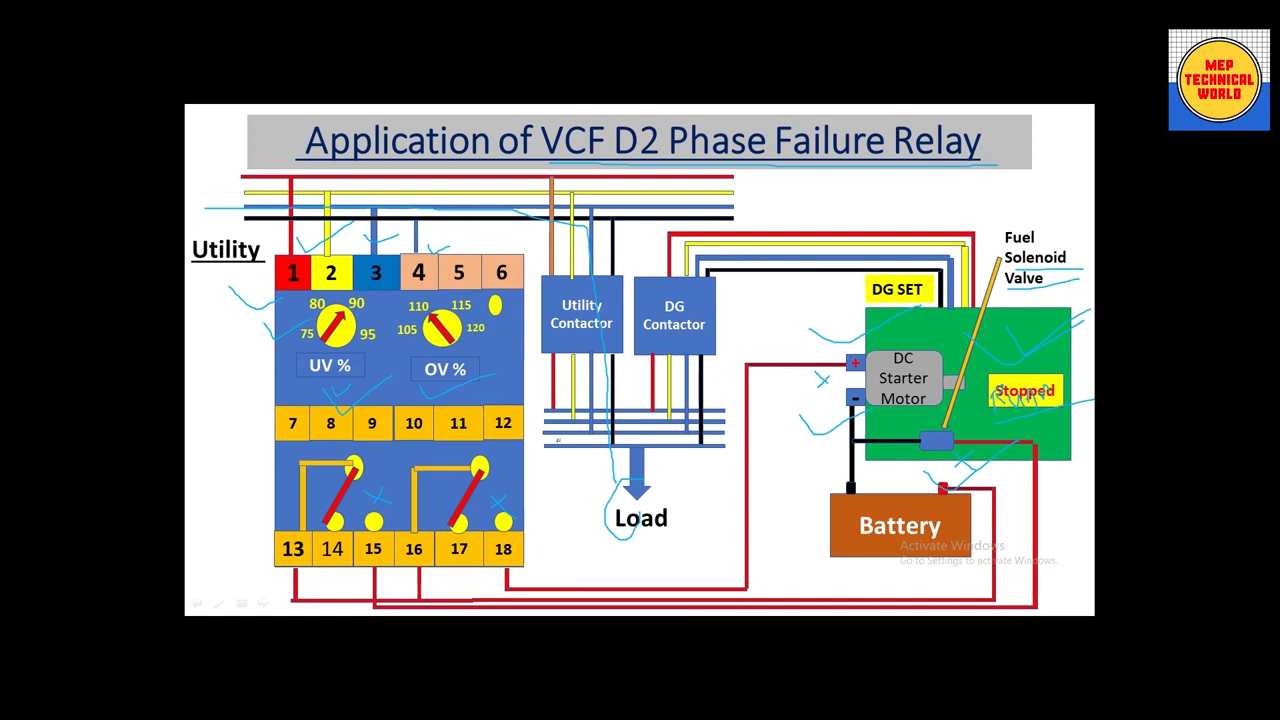 MEP
TECHNICAL
WORLD
Application of VCF D2 Phase Failure Relay
Utility
1 2 3 4 5 6
80 90
75 95
UV %
110 115
105 120
OV %
7 8 9 10 11 12
13 14 15 16 17 18
Utility
Contactor
DG
Contactor
Load
Fuel
Solenoid
Valve
DG SET
+
-
DC
Starter
Motor
Stopped
Battery
Activate Windows
Go to Settings to activate Windows.